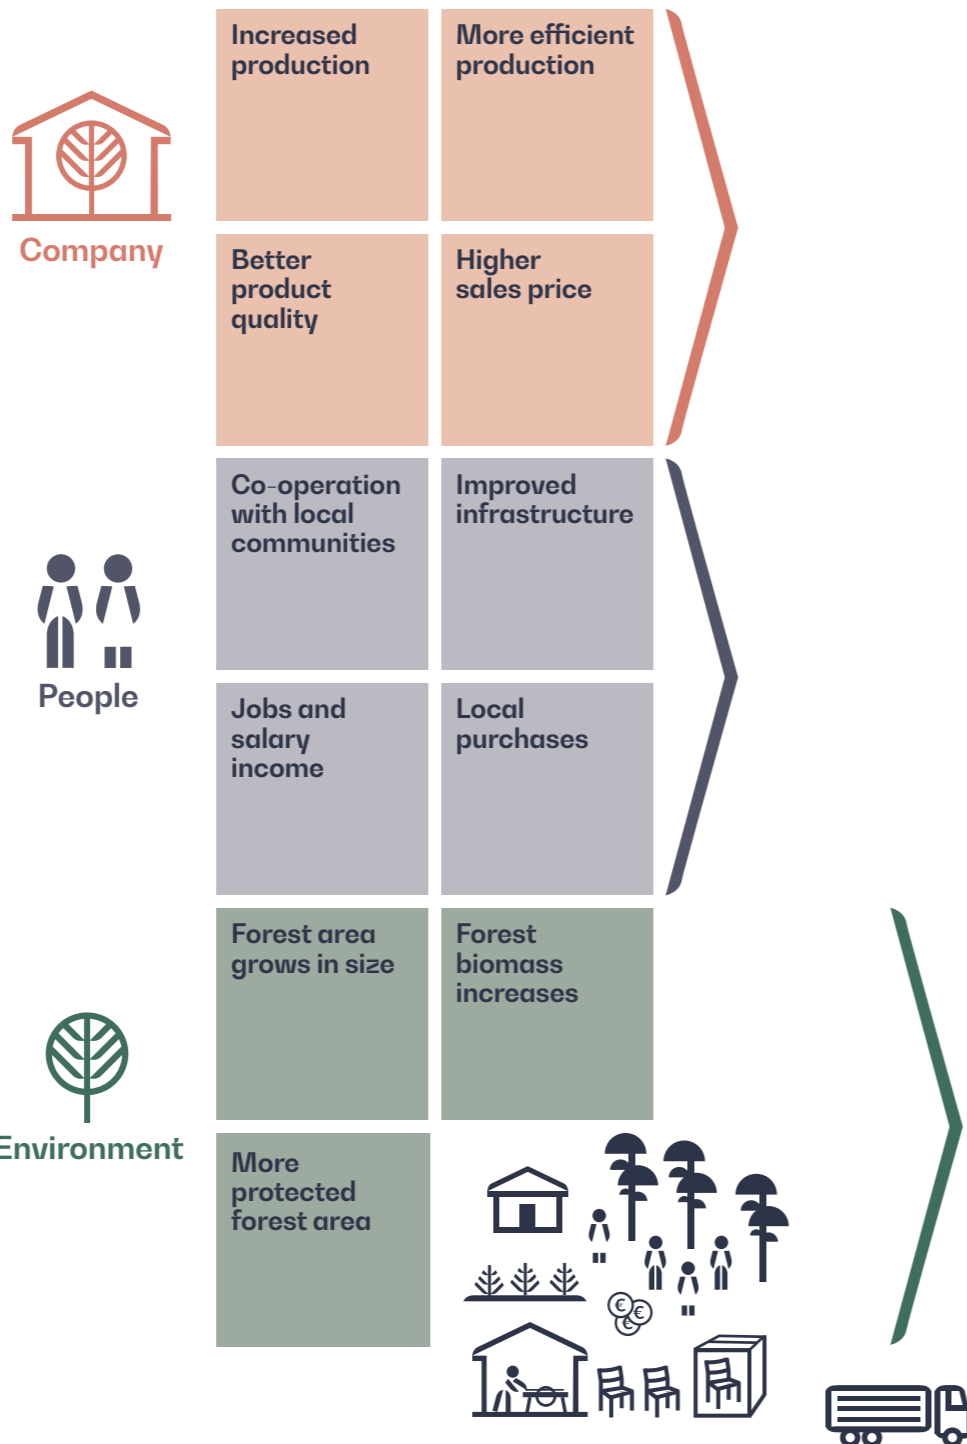 Increased
production
More efficient
production
Company
Better
product
quality
Higher
sales price
Co-operation
with local
communities
Improved
infrastructure
People
Jobs and
salary
income
Local
purchases
Forest area
grows in size
Forest
biomass
increases
Environment
More
protected
forest area
€
€
€